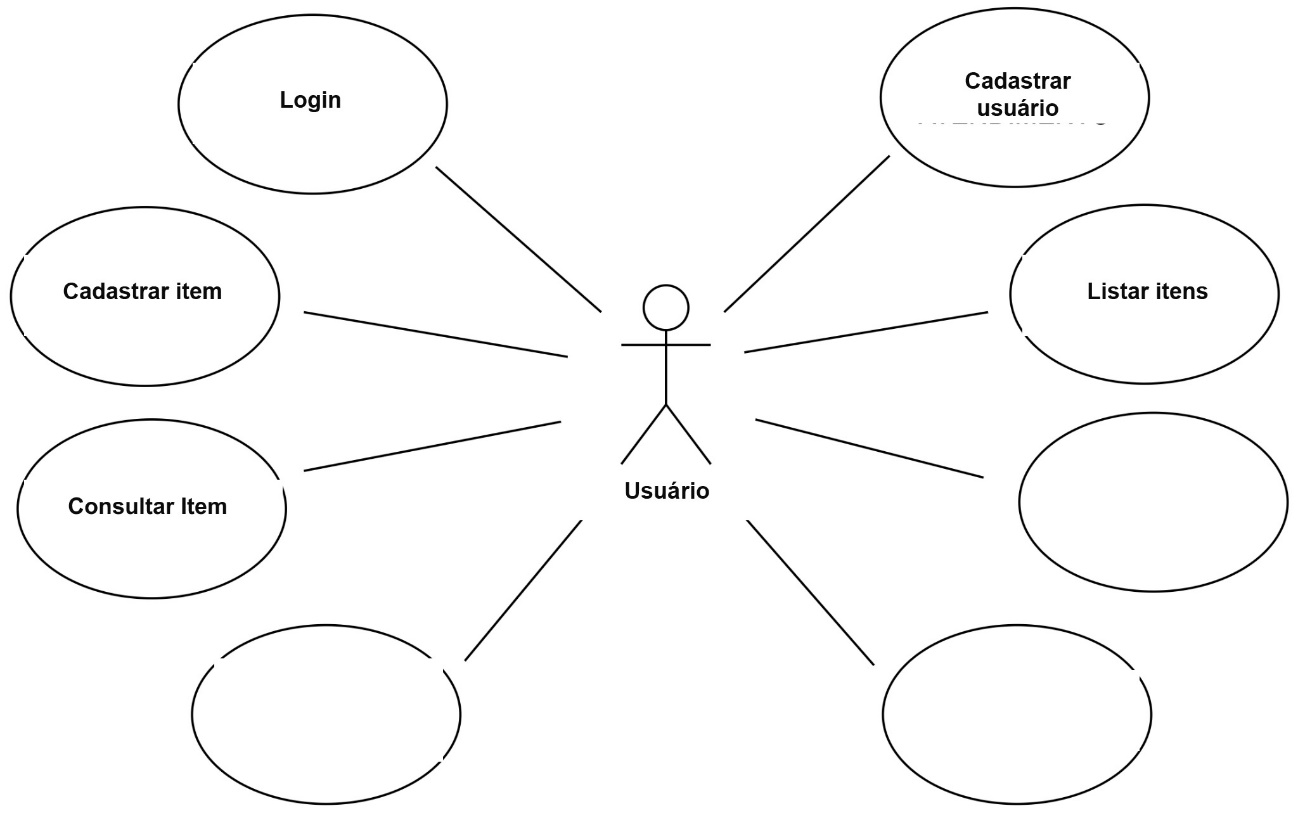 Login
Cadastrar
usuário
Cadastrar item
Listar itens
Consultar Item
Usuário